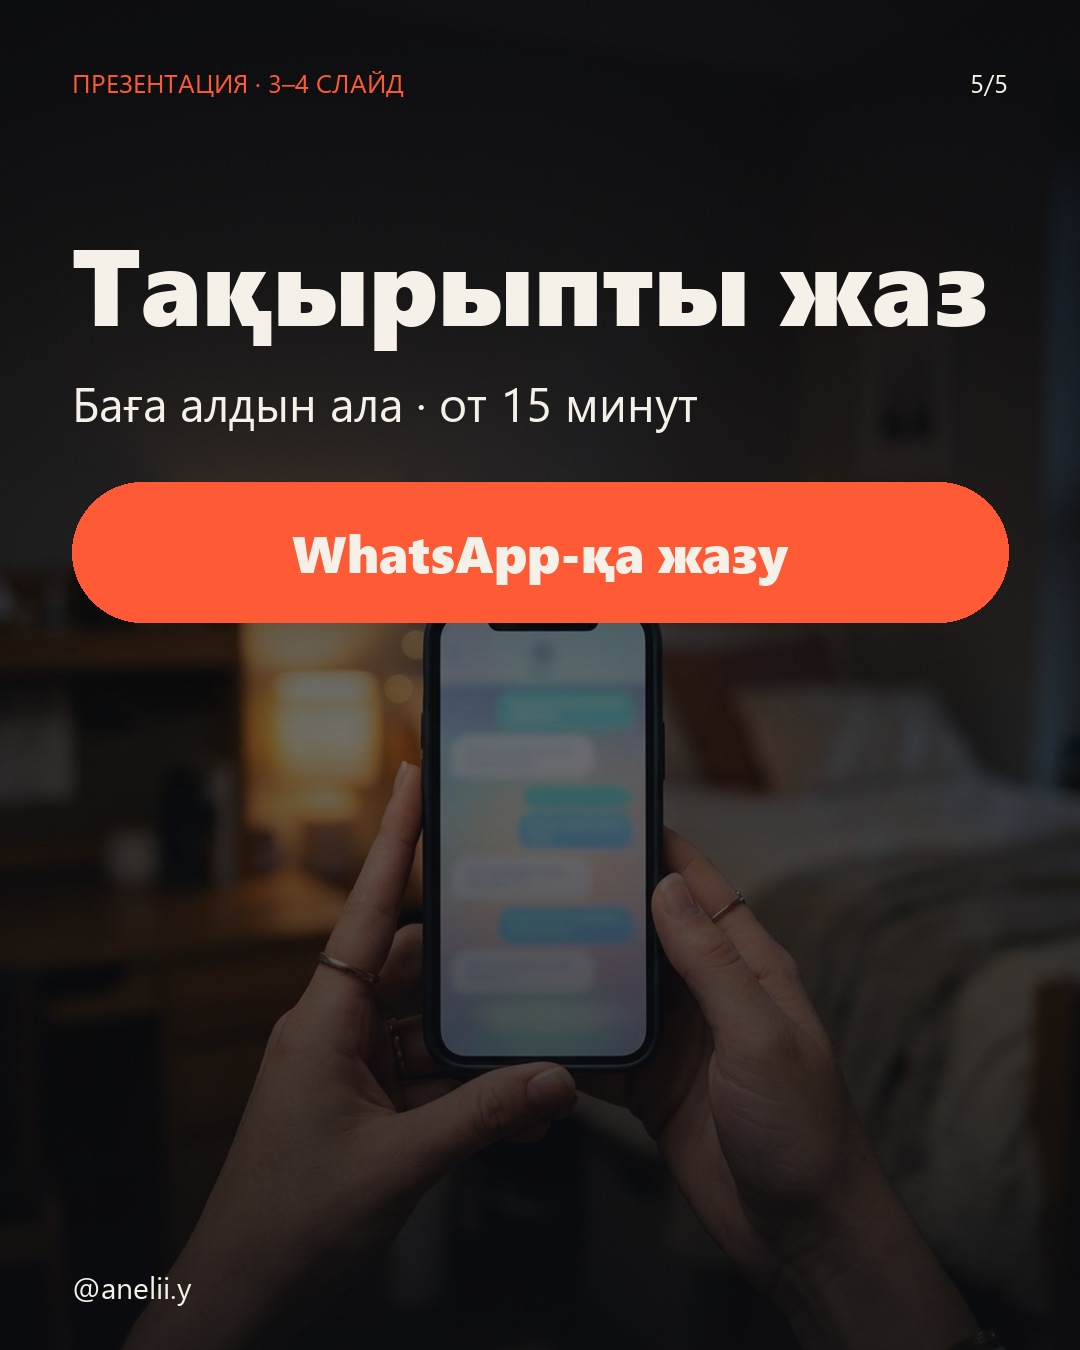 ПРЕЗЕНТАЦИЯ · 3–4 СЛАЙД
5/5
Тақырыпты жаз
Баға алдын ала · от 15 минут
WhatsApp-қа жазу
@anelii.y